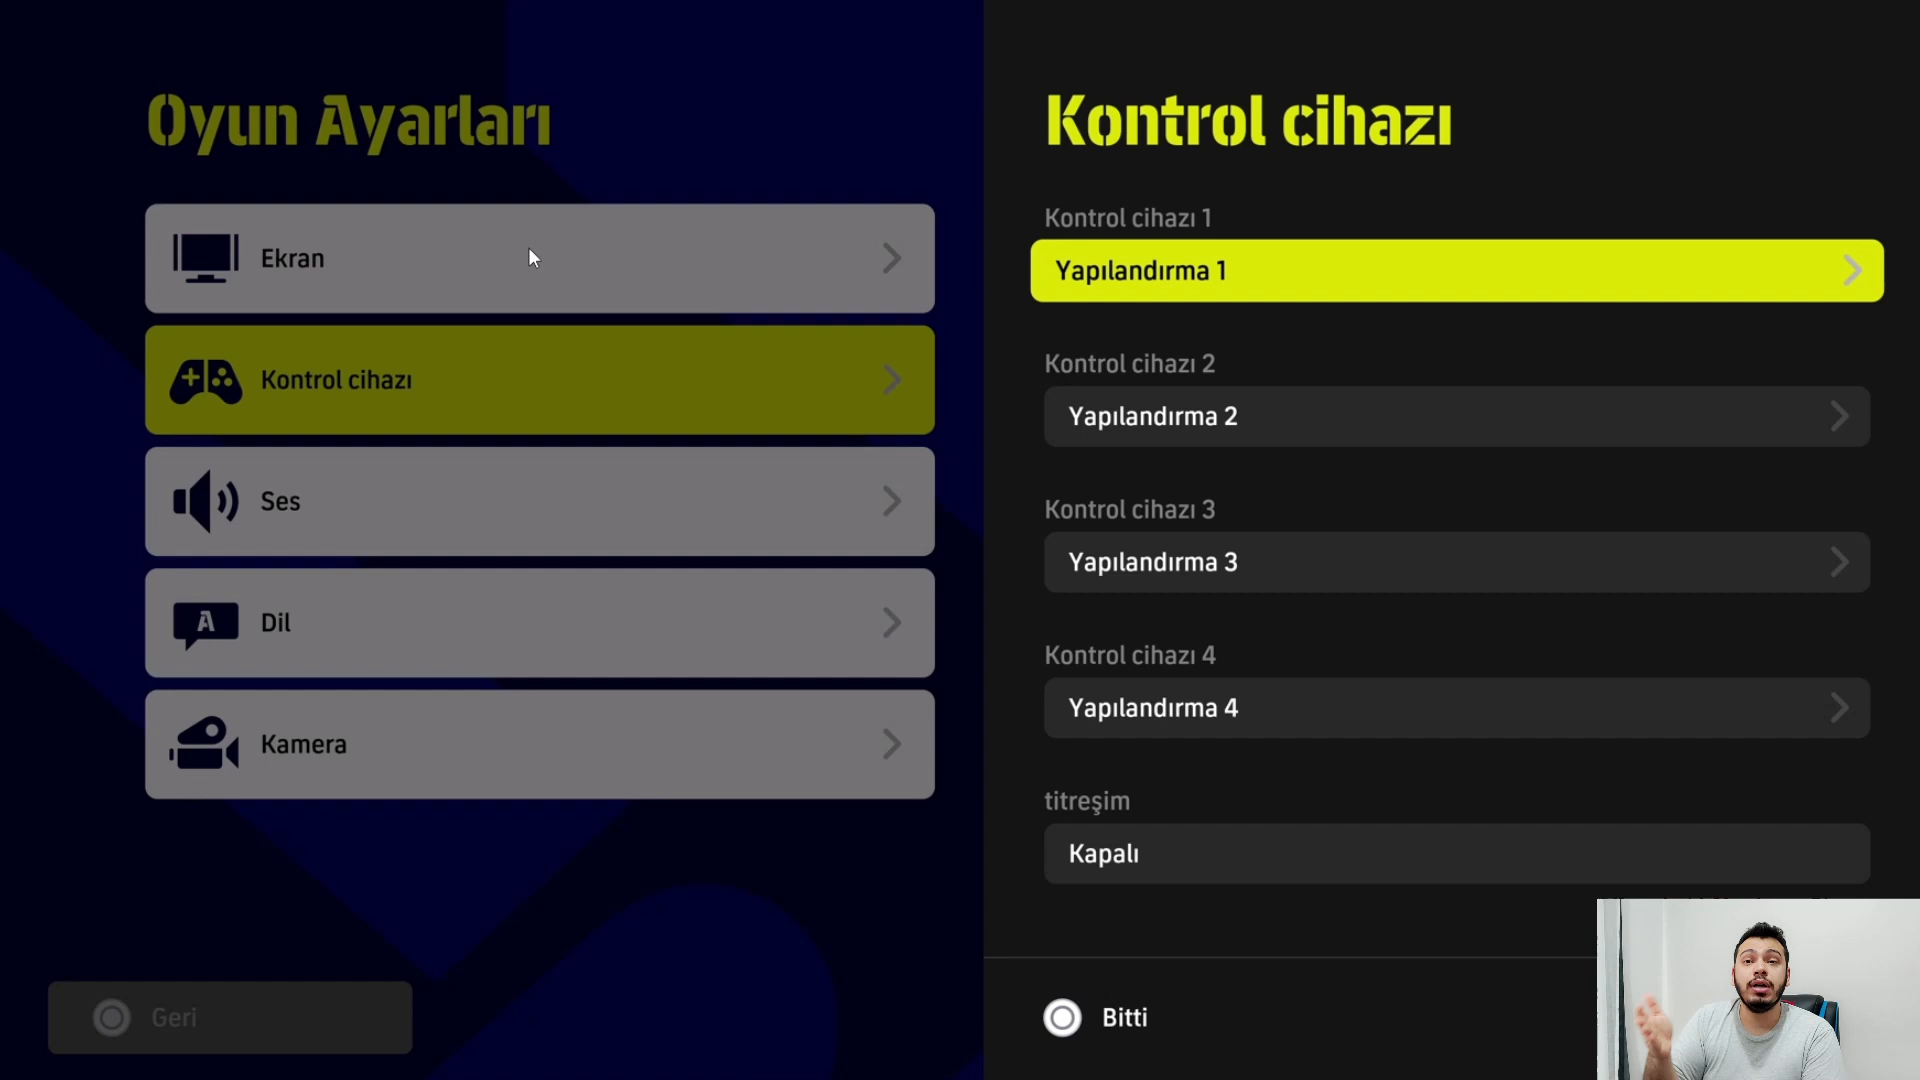 Oyun Ayarları
Ekran
Kontrol cihazı
Ses
Dil
Kamera
Geri
Kontrol cihazı
Kontrol cihazı 1
Yapılandırma 1
Kontrol cihazı 2
Yapılandırma 2
Kontrol cihazı 3
Yapılandırma 3
Kontrol cihazı 4
Yapılandırma 4
titreşim
Kapalı
Bitti